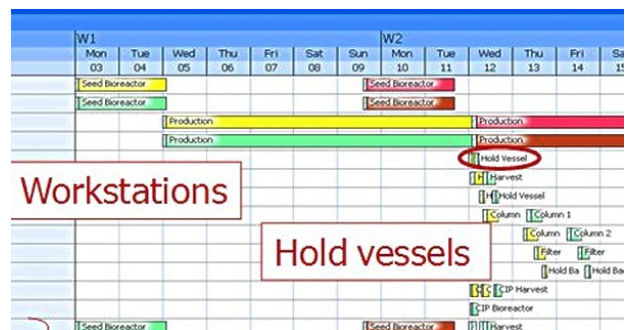 W1 W2
Mon Tue Wed Thu Fri Sat Sun Mon Tue Wed Thu Fri
03 04 05 06 07 08 09 10 11 12 13 14 15
Seed Bioreactor Seed Bioreactor
Seed Bioreactor Seed Bioreactor
Production Production
Production Production
Hold Vessel
Harvest
Hold Vessel
Workstations
Column Column 1
Column Column 2
Hold vessels
Filter Filter
Hold Ba Hold Ba
CIP Harvest
CIP Bioreactor
Seed Bioreactor Seed Bioreactor Harvest